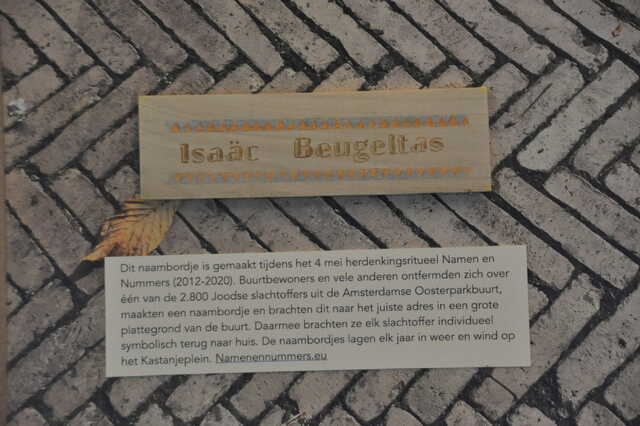 Isaäc Beugeltas
Dit naambordje is gemaakt tijdens het 4 mei herdenkingsritueel Namen en
Nummers (2012-2020). Buurtbewoners en vele anderen ontfermden zich over
één van de 2.800 Joodse slachtoffers uit de Amsterdamse Oosterparkbuurt,
maakten een naambordje en brachten dit naar het juiste adres in een grote
plattegrond van de buurt. Daarmee brachten ze elk slachtoffer individueel
symbolisch terug naar huis. De naambordjes lagen elk jaar in weer en wind op
het Kastanjeplein. Namenennummers.eu